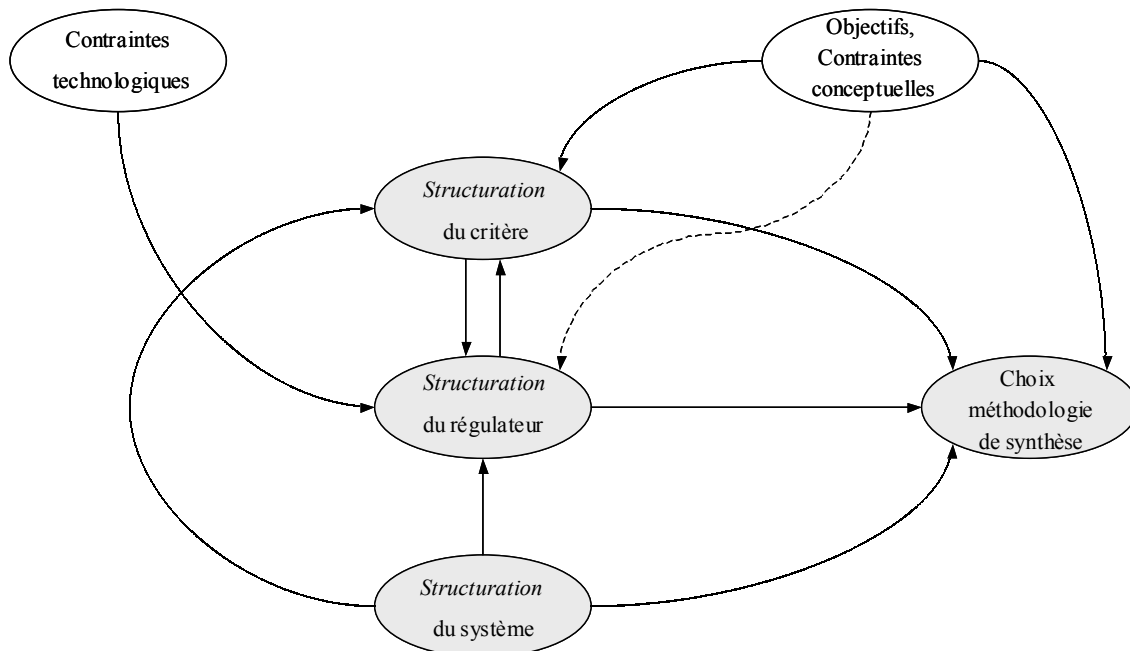 Contraintes
technologiques
Objectifs,
Contraintes
conceptuelles
Structuration
du critère
Structuration
du régulateur
Choix
méthodologie
de synthèse
Structuration
du système